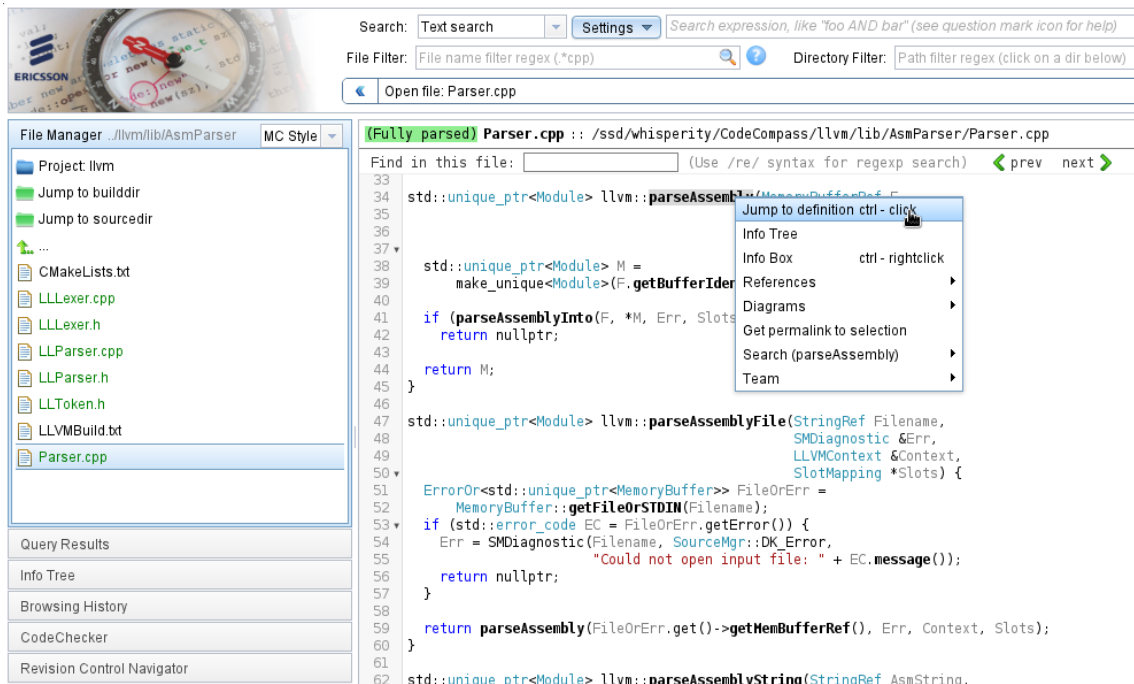 Search: Text search Settings Search expression, like "foo AND bar" (see question mark icon for help)
ERICSSON
File Filter: File name filter regex (.*cpp) ? Directory Filter: Path filter regex (click on a dir below)
Open file: Parser.cpp
File Manager ../llvm/lib/AsmParser MC Style
Project: llvm
Jump to builddir
Jump to sourcedir
...
CMakeLists.txt
LLLexer.cpp
LLLexer.h
LLParser.cpp
LLParser.h
LLToken.h
LLVMBuild.txt
Parser.cpp
Query Results
Info Tree
Browsing History
CodeChecker
Revision Control Navigator
(Fully parsed) Parser.cpp :: /ssd/whisperity/CodeCompass/llvm/lib/AsmParser/Parser.cpp
Find in this file: (Use /re/ syntax for regexp search) prev next
33
34 std::unique_ptr<Module> llvm::parseAssembly(MemoryBufferRef F,
35
36
37
38 std::unique_ptr<Module> M =
39 make_unique<Module>(F.getBufferIden
40
41 if (parseAssemblyInto(F, *M, Err, Slots
42 return nullptr;
43
44 return M;
45 }
46
47 std::unique_ptr<Module> llvm::parseAssemblyFile(StringRef Filename,
48 SMDiagnostic &Err,
49 LLVMContext &Context,
50 SlotMapping *Slots) {
51 ErrorOr<std::unique_ptr<MemoryBuffer>> FileOrErr =
52 MemoryBuffer::getFileOrSTDIN(Filename);
53 if (std::error_code EC = FileOrErr.getError()) {
54 Err = SMDiagnostic(Filename, SourceMgr::DK_Error,
55 "Could not open input file: " + EC.message());
56 return nullptr;
57 }
58
59 return parseAssembly(FileOrErr.get()->getMemBufferRef(), Err, Context, Slots);
60 }
61
62 std::unique_ptr<Module> llvm::parseAssemblyString(StringRef AsmString,
Jump to definition ctrl - click
Info Tree
Info Box ctrl - rightclick
References
Diagrams
Get permalink to selection
Search (parseAssembly)
Team